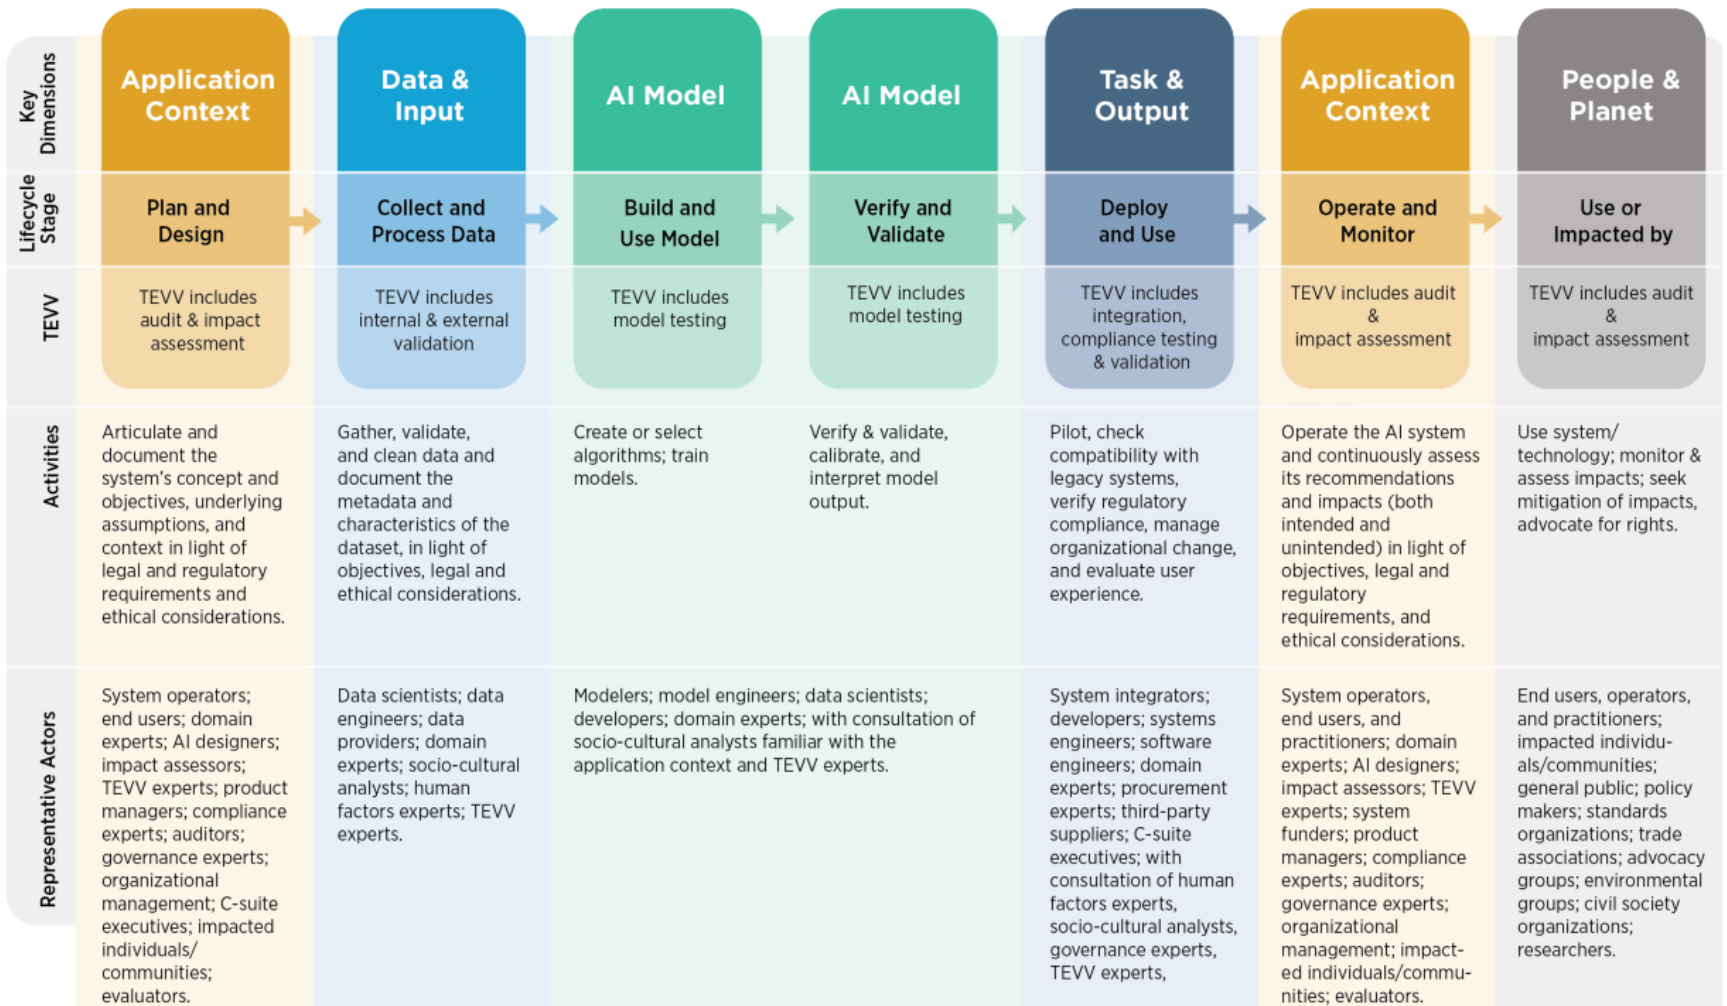 Key
Dimensions
Application
Context
Data &
Input
AI Model
AI Model
Task &
Output
Application
Context
People &
Planet
Lifecycle
Stage
Plan and
Design
Collect and
Process Data
Build and
Use Model
Verify and
Validate
Deploy
and Use
Operate and
Monitor
Use or
Impacted by
TEVV
TEVV includes
audit & impact
assessment
TEVV includes
internal & external
validation
TEVV includes
model testing
TEVV includes
model testing
TEVV includes
integration,
compliance testing
& validation
TEVV includes audit
&
impact assessment
TEVV includes audit
&
impact assessment
Activities
Articulate and
document the
system's concept and
objectives, underlying
assumptions, and
context in light of
legal and regulatory
requirements and
ethical considerations.
Gather, validate,
and clean data and
document the
metadata and
characteristics of the
dataset, in light of
objectives, legal and
ethical considerations.
Create or select
algorithms; train
models.
Verify & validate,
calibrate, and
interpret model
output.
Pilot, check
compatibility with
legacy systems,
verify regulatory
compliance, manage
organizational change,
and evaluate user
experience.
Operate the AI system
and continuously assess
its recommendations
and impacts (both
intended and
unintended) in light of
objectives, legal and
regulatory
requirements, and
ethical considerations.
Use system/
technology; monitor &
assess impacts; seek
mitigation of impacts,
advocate for rights.
Representative Actors
System operators;
end users; domain
experts; AI designers;
impact assessors;
TEVV experts; product
managers; compliance
experts; auditors;
governance experts;
organizational
management; C-suite
executives; impacted
individuals/
communities;
evaluators.
Data scientists; data
engineers; data
providers; domain
experts; socio-cultural
analysts; human
factors experts; TEVV
experts.
Modelers; model engineers; data scientists;
developers; domain experts; with consultation of
socio-cultural analysts familiar with the
application context and TEVV experts.
System integrators;
developers; systems
engineers; software
engineers; domain
experts; procurement
experts; third-party
suppliers; C-suite
executives; with
consultation of human
factors experts,
socio-cultural analysts,
governance experts,
TEVV experts,
System operators,
end users, and
practitioners; domain
experts; AI designers;
impact assessors; TEVV
experts; system
funders; product
managers; compliance
experts; auditors;
governance experts;
organizational
management; impact-
ed individuals/commu-
nities; evaluators.
End users, operators,
and practitioners;
impacted individu-
als/communities;
general public; policy
makers; standards
organizations; trade
associations; advocacy
groups; environmental
groups; civil society
organizations;
researchers.